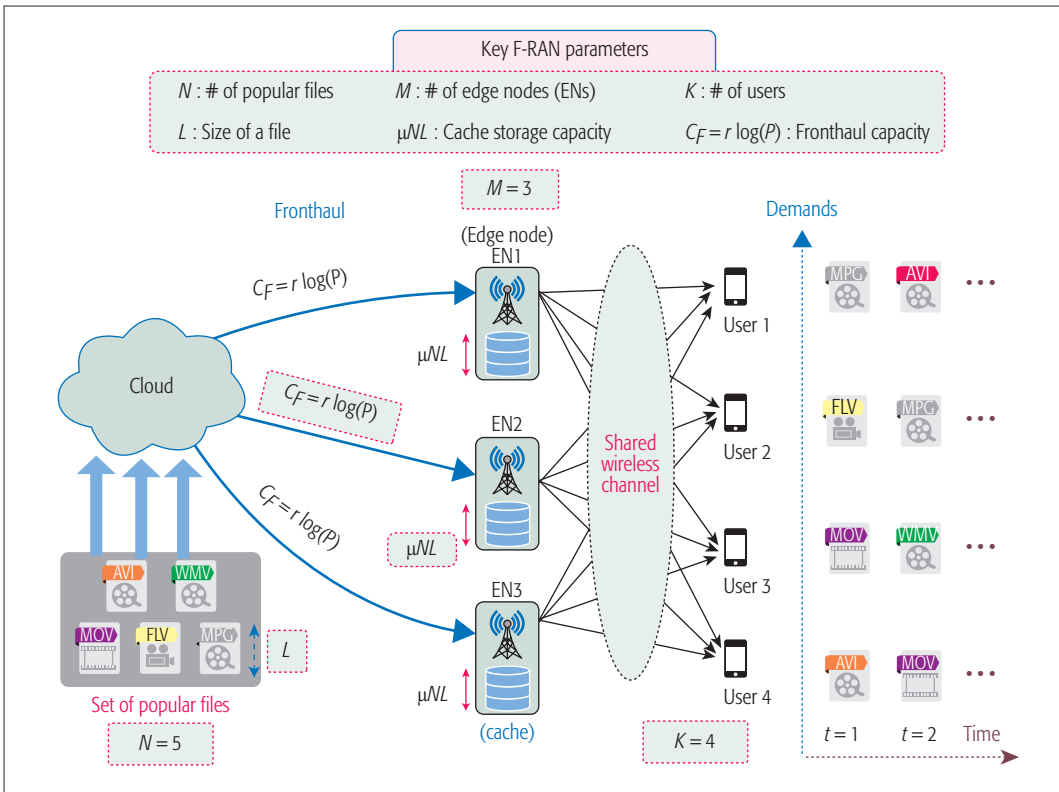 Key F-RAN parameters
N : # of popular files
M : # of edge nodes (ENs)
K : # of users
L : Size of a file
μNL : Cache storage capacity
C_F = r log(P) : Fronthaul capacity
M = 3
Fronthaul
Demands
(Edge node)
EN1
C_F = r log(P)
μNL
MPG
AVI
...
User 1
Cloud
C_F = r log(P)
EN2
μNL
Shared
wireless
channel
FLV
MPG
...
User 2
C_F = r log(P)
MOV
WMV
...
User 3
AVI
WMV
EN3
MOV
FLV
MPG
L
μNL
AVI
MOV
...
User 4
Set of popular files
(cache)
N = 5
K = 4
t = 1
t = 2
Time